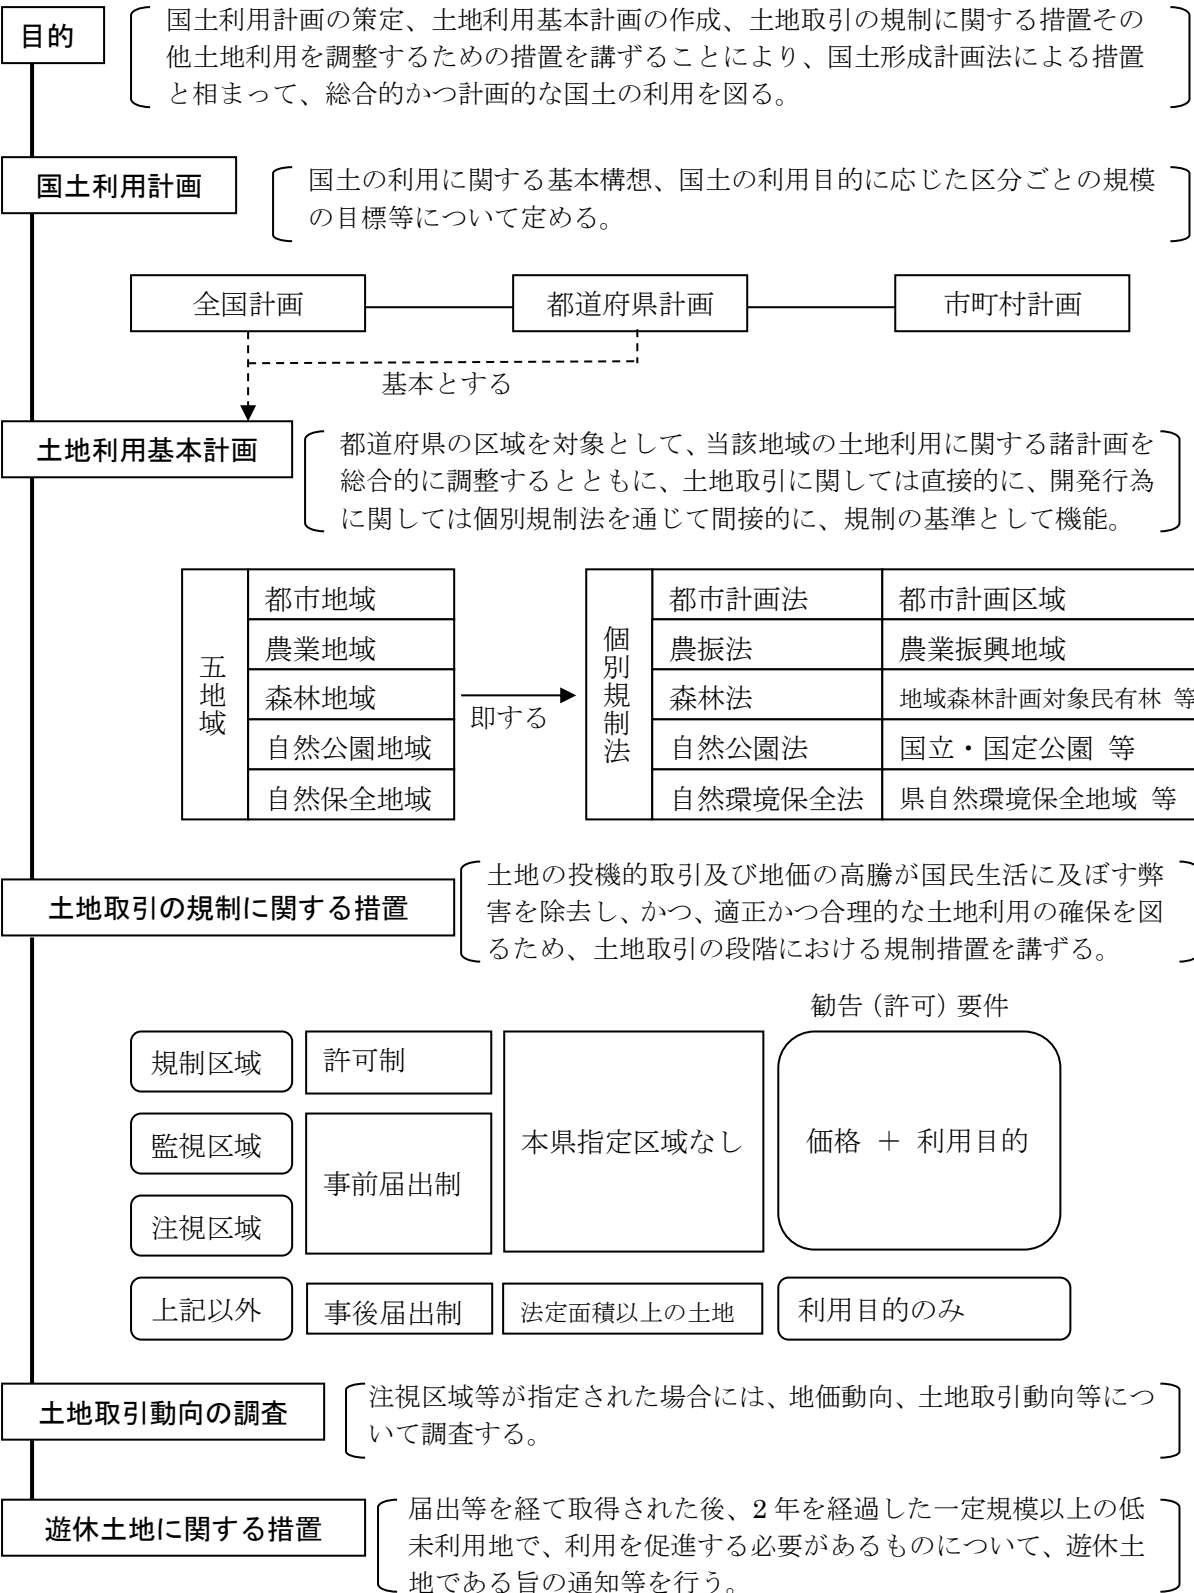 目的
国土利用計画の策定、土地利用基本計画の作成、土地取引の規制に関する措置その
他土地利用を調整するための措置を講ずることにより、国土形成計画法による措置
と相まって、総合的かつ計画的な国土の利用を図る。
国土利用計画
国土の利用に関する基本構想、国土の利用目的に応じた区分ごとの規模
の目標等について定める。
全国計画
都道府県計画
市町村計画
基本とする
土地利用基本計画
都道府県の区域を対象として、当該地域の土地利用に関する諸計画を
総合的に調整するとともに、土地取引に関しては直接的に、開発行為
に関しては個別規制法を通じて間接的に、規制の基準として機能。
五地域
都市地域
農業地域
森林地域
自然公園地域
自然保全地域
即する
個別規制法
都市計画法 都市計画区域
農振法 農業振興地域
森林法 地域森林計画対象民有林 等
自然公園法 国立・国定公園 等
自然環境保全法 県自然環境保全地域 等
土地取引の規制に関する措置
土地の投機的取引及び地価の高騰が国民生活に及ぼす弊
害を除去し、かつ、適正かつ合理的な土地利用の確保を図
るため、土地取引の段階における規制措置を講ずる。
勧告（許可）要件
規制区域
許可制
監視区域
事前届出制
注視区域
本県指定区域なし
価格 ＋ 利用目的
上記以外
事後届出制
法定面積以上の土地
利用目的のみ
土地取引動向の調査
注視区域等が指定された場合には、地価動向、土地取引動向等につ
いて調査する。
遊休土地に関する措置
届出等を経て取得された後、2 年を経過した一定規模以上の低
未利用地で、利用を促進する必要があるものについて、遊休土
地である旨の通知等を行う。